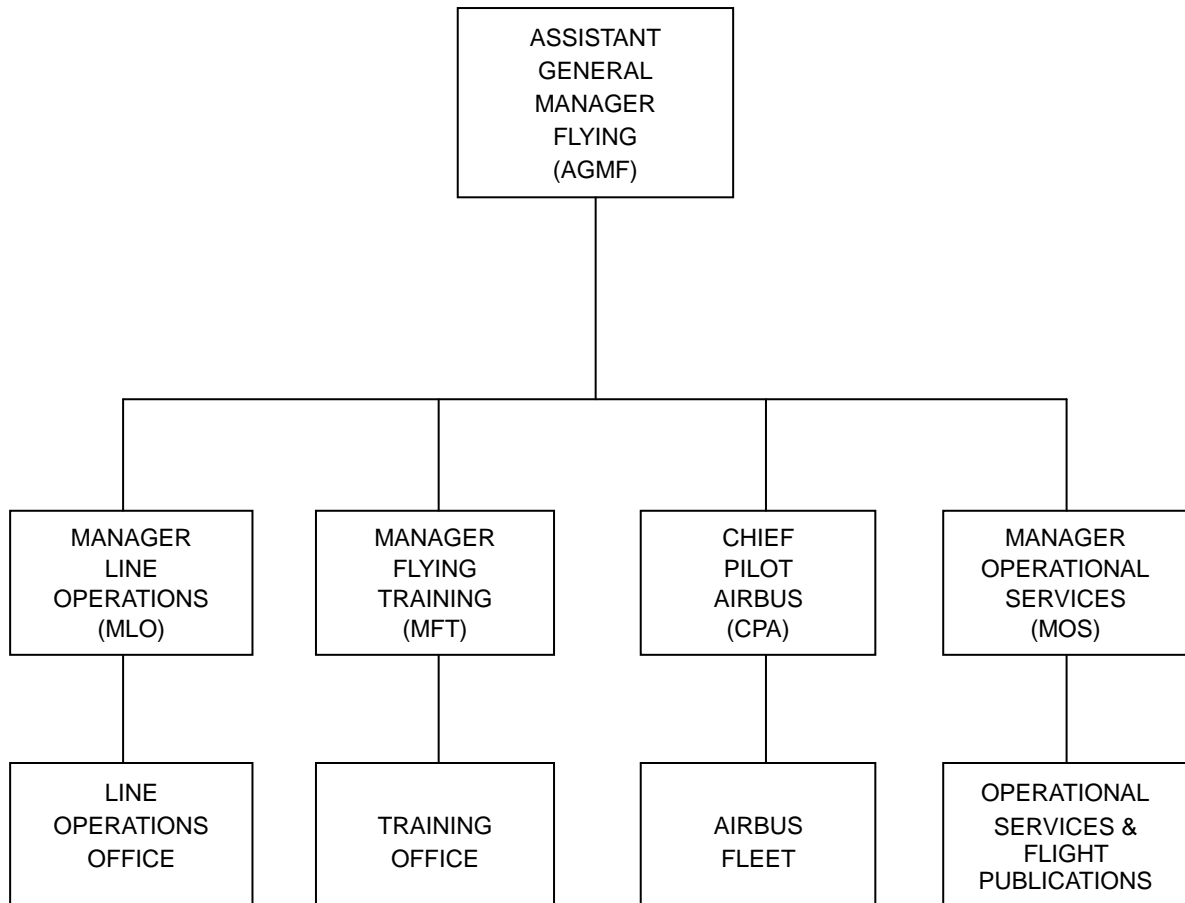 ASSISTANT
GENERAL
MANAGER
FLYING
(AGMF)
MANAGER
LINE
OPERATIONS
(MLO)
MANAGER
FLYING
TRAINING
(MFT)
CHIEF
PILOT
AIRBUS
(CPA)
MANAGER
OPERATIONAL
SERVICES
(MOS)
LINE
OPERATIONS
OFFICE
TRAINING
OFFICE
AIRBUS
FLEET
OPERATIONAL
SERVICES &
FLIGHT
PUBLICATIONS